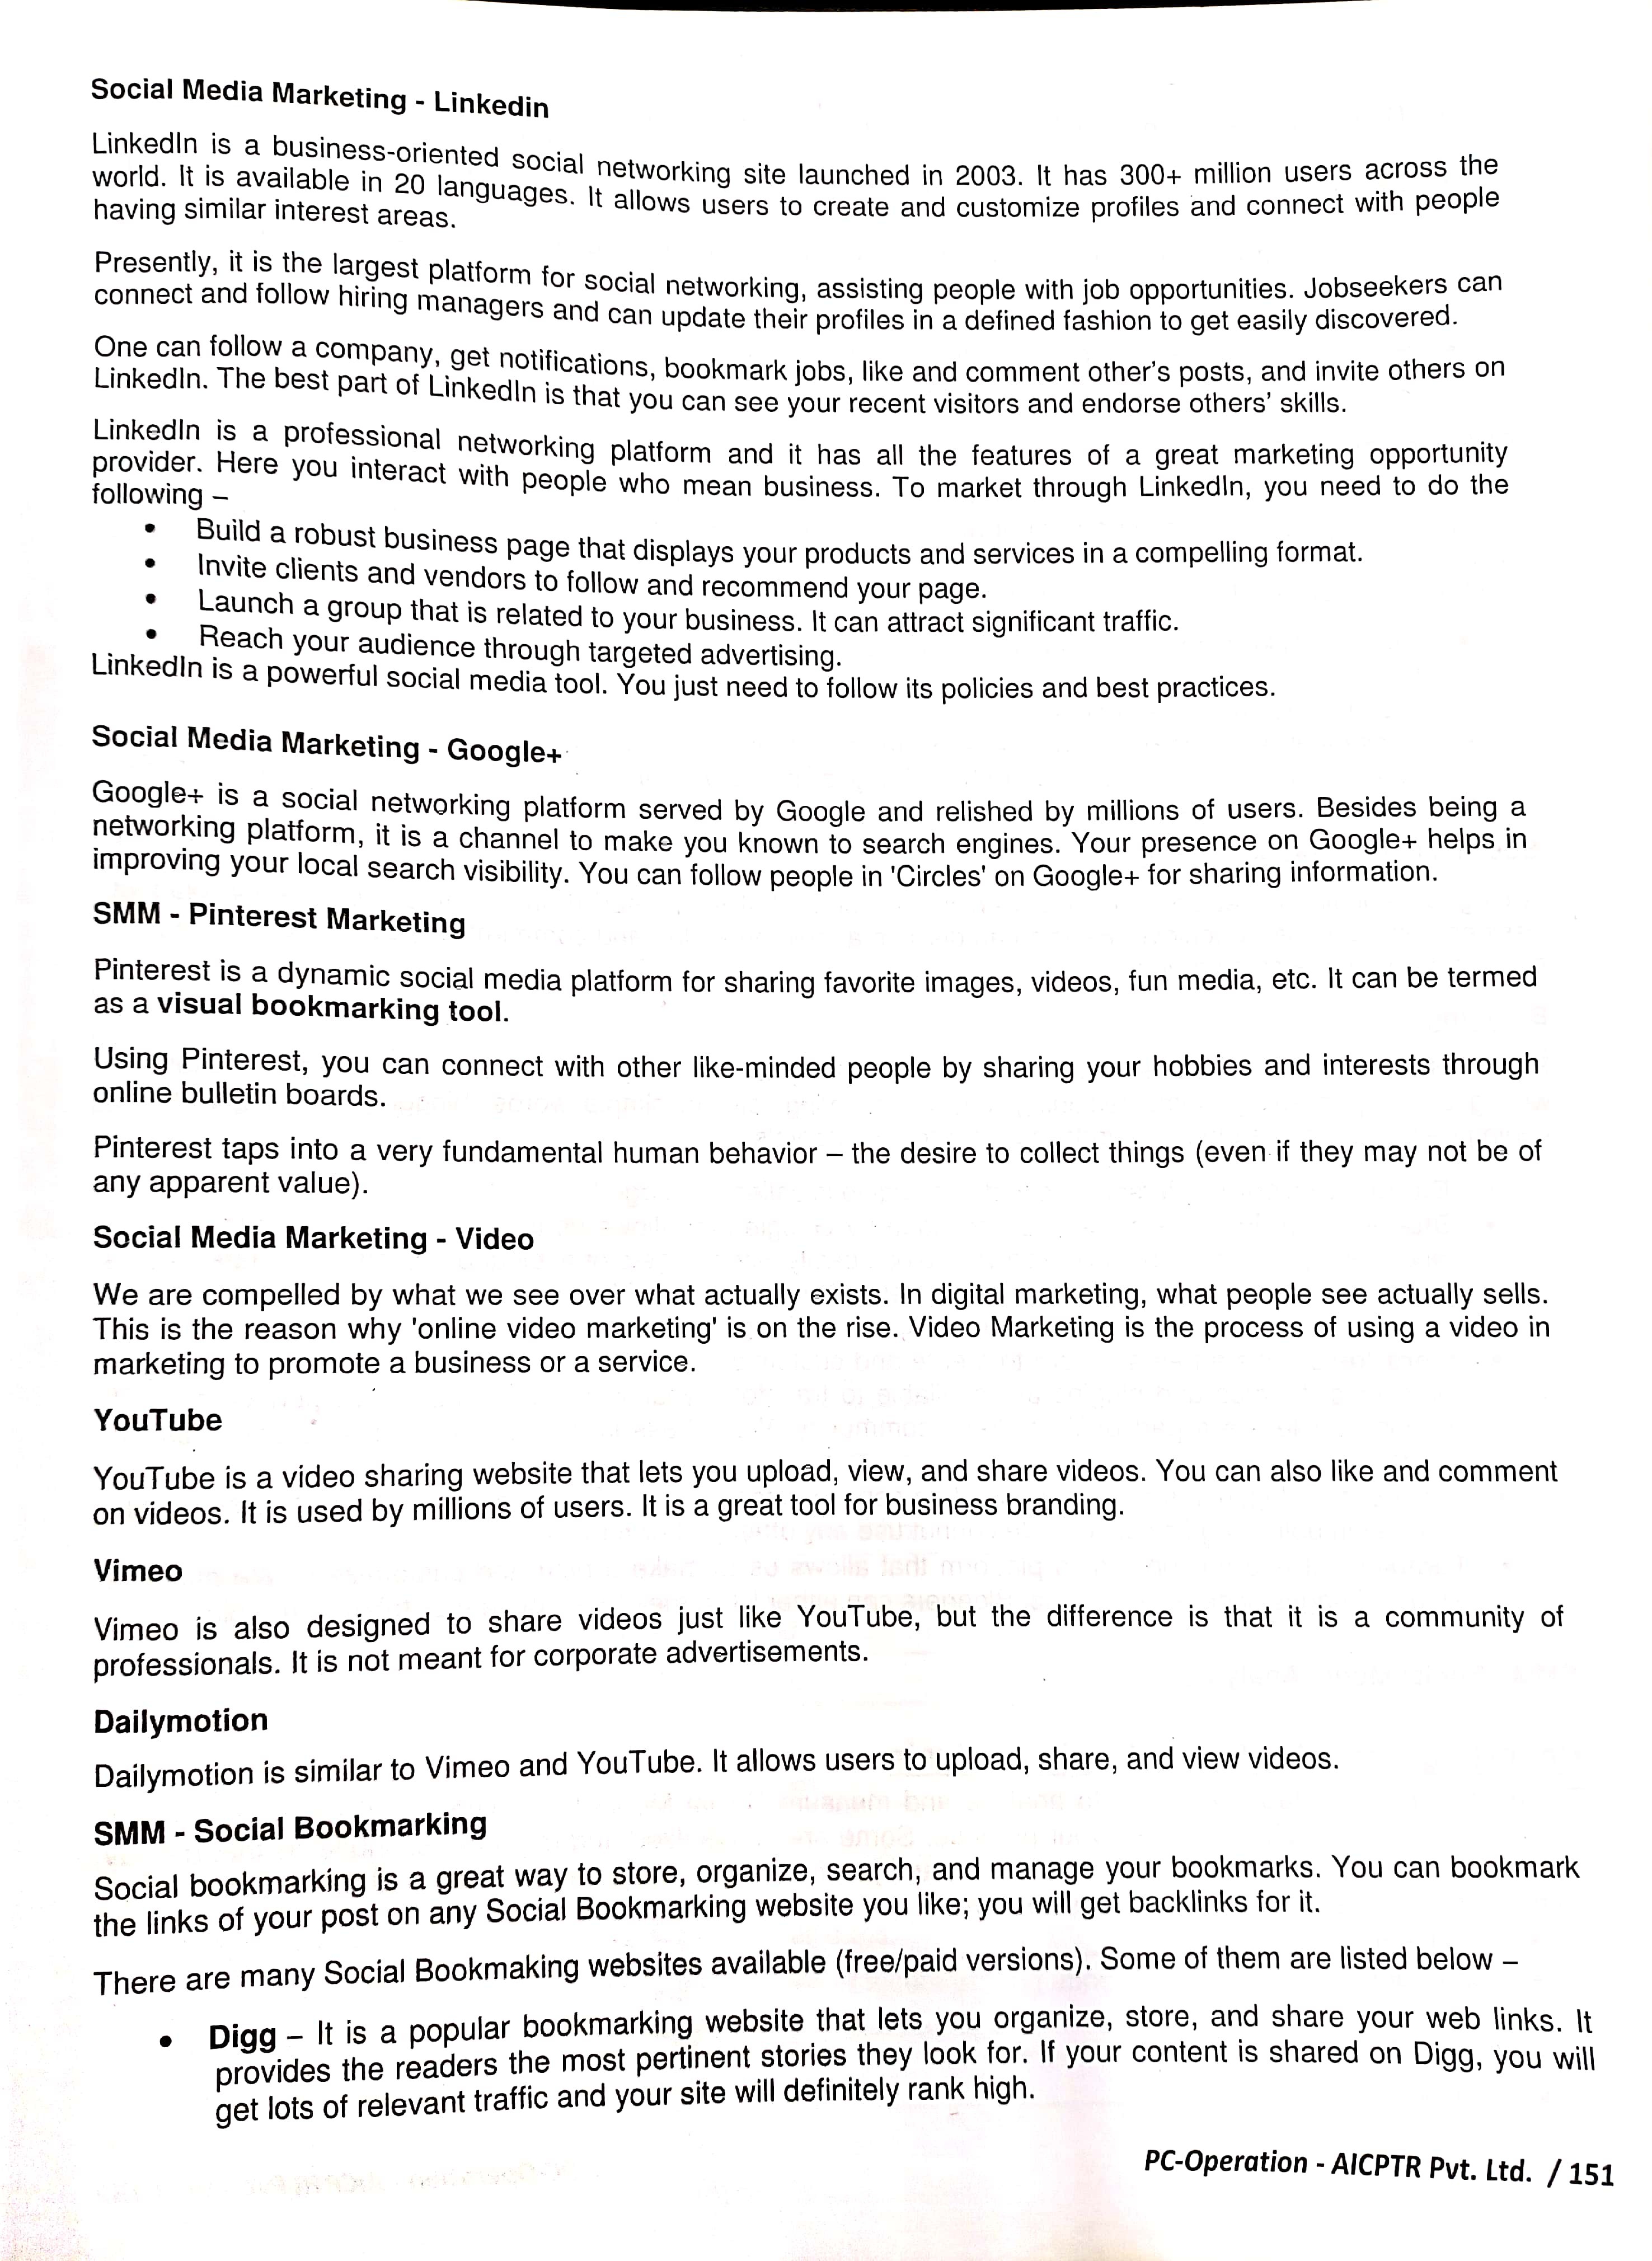 Social Media Marketing - Linkedin
LinkedIn is a business-oriented social networking site launched in 2003. It has 300+ million users across the
world. It is available in 20 languages. It allows users to create and customize profiles and connect with people
having similar interest areas.
Presently, it is the largest platform for social networking, assisting people with job opportunities. Jobseekers can
connect and follow hiring managers and can update their profiles in a defined fashion to get easily discovered.
One can follow a company, get notifications, bookmark jobs, like and comment other's posts, and invite others on
LinkedIn. The best part of LinkedIn is that you can see your recent visitors and endorse others' skills.
LinkedIn is a professional networking platform and it has all the features of a great marketing opportunity
provider. Here you interact with people who mean business. To market through LinkedIn, you need to do the
following –
• Build a robust business page that displays your products and services in a compelling format.
• Invite clients and vendors to follow and recommend your page.
• Launch a group that is related to your business. It can attract significant traffic.
• Reach your audience through targeted advertising.
LinkedIn is a powerful social media tool. You just need to follow its policies and best practices.
Social Media Marketing - Google+
Google+ is a social networking platform served by Google and relished by millions of users. Besides being a
networking platform, it is a channel to make you known to search engines. Your presence on Google+ helps in
improving your local search visibility. You can follow people in 'Circles' on Google+ for sharing information.
SMM - Pinterest Marketing
Pinterest is a dynamic social media platform for sharing favorite images, videos, fun media, etc. It can be termed
as a visual bookmarking tool.
Using Pinterest, you can connect with other like-minded people by sharing your hobbies and interests through
online bulletin boards.
Pinterest taps into a very fundamental human behavior – the desire to collect things (even if they may not be of
any apparent value).
Social Media Marketing - Video
We are compelled by what we see over what actually exists. In digital marketing, what people see actually sells.
This is the reason why 'online video marketing' is on the rise. Video Marketing is the process of using a video in
marketing to promote a business or a service.
YouTube
YouTube is a video sharing website that lets you upload, view, and share videos. You can also like and comment
on videos. It is used by millions of users. It is a great tool for business branding.
Vimeo
Vimeo is also designed to share videos just like YouTube, but the difference is that it is a community of
professionals. It is not meant for corporate advertisements.
Dailymotion
Dailymotion is similar to Vimeo and YouTube. It allows users to upload, share, and view videos.
SMM - Social Bookmarking
Social bookmarking is a great way to store, organize, search, and manage your bookmarks. You can bookmark
the links of your post on any Social Bookmarking website you like; you will get backlinks for it.
There are many Social Bookmaking websites available (free/paid versions). Some of them are listed below –
• Digg – It is a popular bookmarking website that lets you organize, store, and share your web links. It
provides the readers the most pertinent stories they look for. If your content is shared on Digg, you will
get lots of relevant traffic and your site will definitely rank high.
PC-Operation - AICPTR Pvt. Ltd. / 151